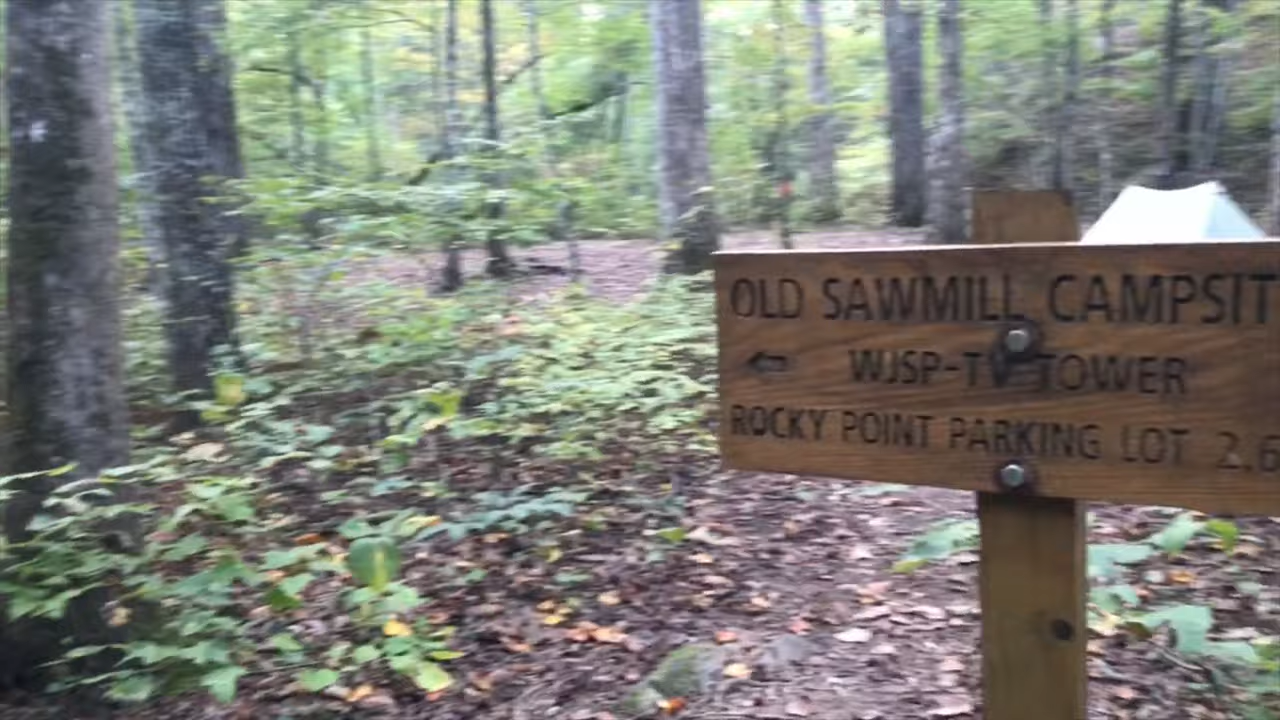 OLD SAWMILL CAMPSIT
← WJSP-TV TOWER
ROCKY POINT PARKING LOT 2.6